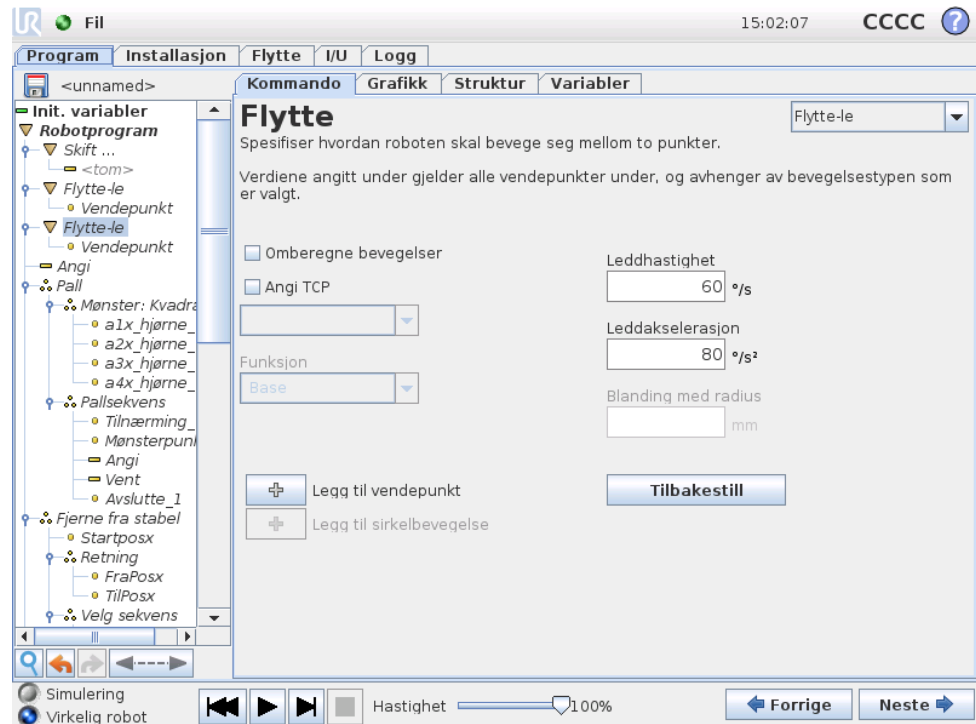 UR Fil 15:02:07 CCCC ?
Program Installasjon Flytte I/U Logg
<unnamed>
Kommando Grafikk Struktur Variabler
Init. variabler
Robotprogram
Skift ...
<tom>
Flytte-le
Vendepunkt
Flytte-le
Vendepunkt
Angi
Pall
Mønster: Kvadra
a1x_hjørne_
a2x_hjørne_
a3x_hjørne_
a4x_hjørne_
Pallsekvens
Tilnærming_
Mønsterpunk
Angi
Vent
Avslutte_1
Fjerne fra stabel
Startposx
Retning
FraPosx
TilPosx
Velg sekvens
Flytte
Flytte-le
Spesifiser hvordan roboten skal bevege seg mellom to punkter.
Verdiene angitt under gjelder alle vendepunkter under, og avhenger av bevegelsestypen som
er valgt.
Omberegne bevegelser
Angi TCP
Funksjon
Base
Leddhastighet
60 °/s
Leddakselerasjon
80 °/s²
Blanding med radius
mm
Legg til vendepunkt
Legg til sirkelbevegelse
Tilbakestill
Simulering
Virkelig robot
Hastighet 100%
Forrige Neste